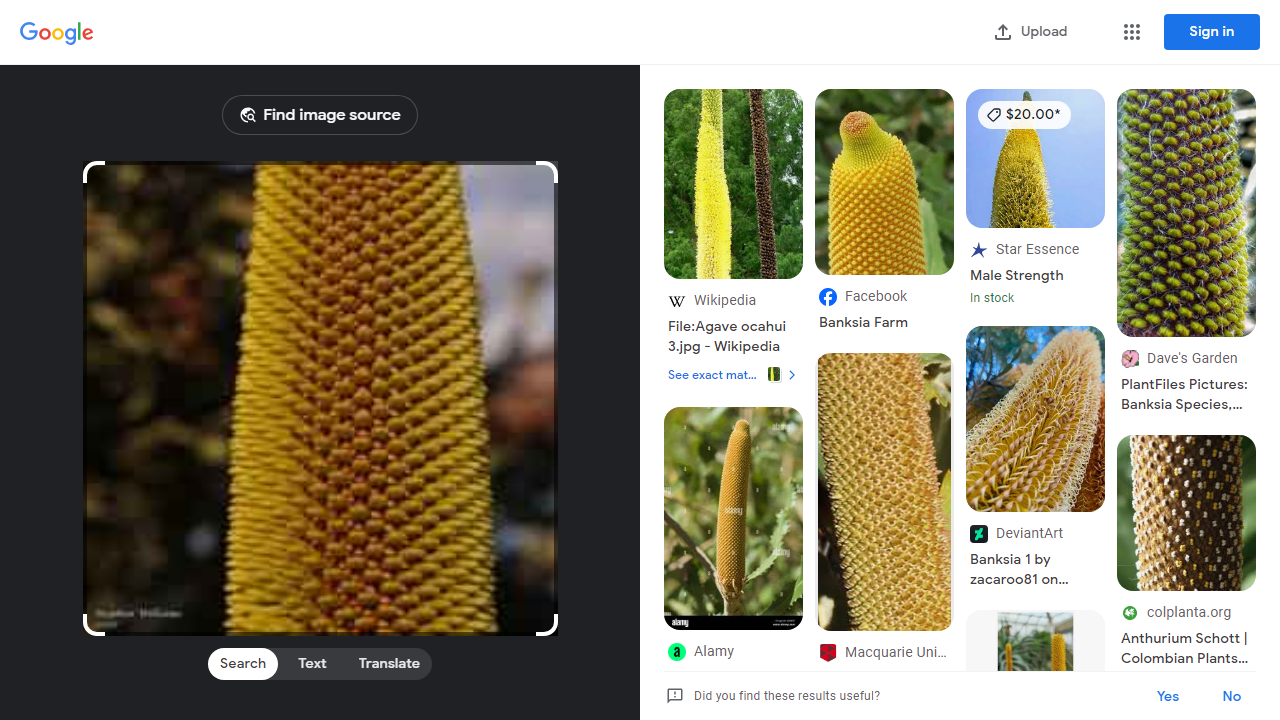 Google
Upload
Sign in
Find image source
Search
Text
Translate
Wikipedia
File:Agave ocahui
3.jpg - Wikipedia
See exact mat...
alamy
Alamy
Facebook
Banksia Farm
Macquarie Uni...
$20.00*
Star Essence
Male Strength
In stock
DeviantArt
Banksia 1 by
zacaroo81 on...
Dave's Garden
PlantFiles Pictures:
Banksia Species,...
colplanta.org
Anthurium Schott |
Colombian Plants...
Did you find these results useful?
Yes
No